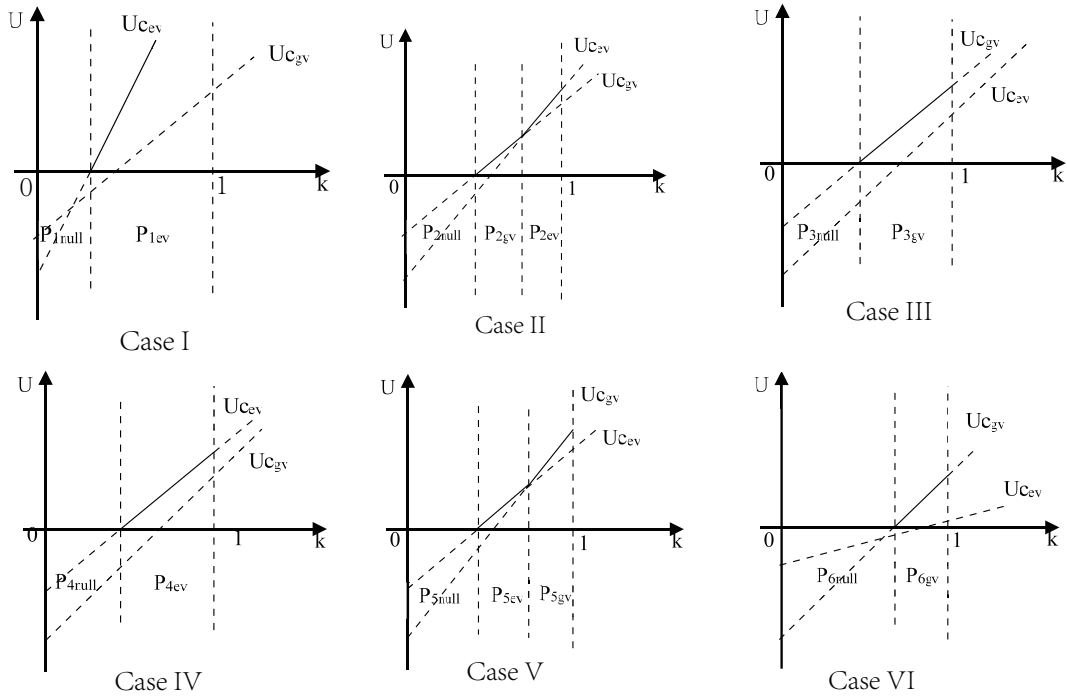 U
Uc_ev
Uc_gv
0
1
k
P_1null
P_1ev
Case I
U
Uc_ev
Uc_gv
0
1
k
P_2null
P_2gv
P_2ev
Case II
U
Uc_gv
Uc_ev
0
1
k
P_3null
P_3gv
Case III
U
Uc_ev
Uc_gv
0
1
k
P_4null
P_4ev
Case IV
U
Uc_gv
Uc_ev
0
1
k
P_5null
P_5ev
P_5gv
Case V
U
Uc_gv
Uc_ev
0
1
k
P_6null
P_6gv
Case VI